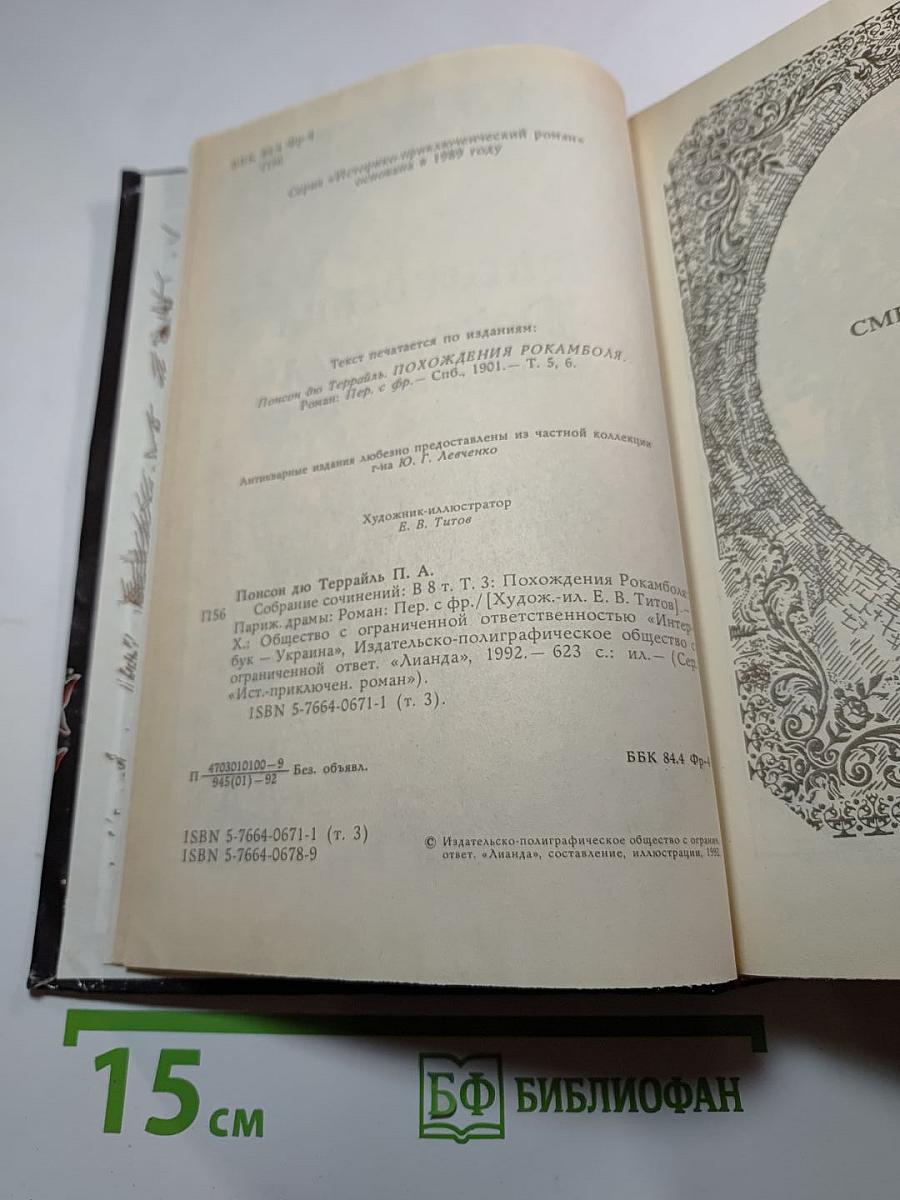 ББК 84.4 Фр-4
П56
Серия «Историко-приключенческий роман»
основана в 1989 году
Текст печатается по изданиям:
Понсон дю Террайль. ПОХОЖДЕНИЯ РОКАМБОЛЯ.
Роман: Пер. с фр.— Спб., 1901.— Т. 5, 6.
Антикварные издания любезно предоставлены из частной коллекции
г-на Ю. Г. Левченко
Художник-иллюстратор
Е. В. Титов
Понсон дю Террайль П. А.
П56 Собрание сочинений: В 8 т. Т. 3: Похождения Рокамболя:
Париж. драмы: Роман: Пер. с фр./[Худож.-ил. Е. В. Титов].—
Х.: Общество с ограниченной ответственностью «Интер-
бук — Украина», Издательско-полиграфическое общество с
ограниченной ответ. «Лианда», 1992.— 623 с.: ил.— (Сер.
«Ист.-приключен. роман»).
ISBN 5-7664-0671-1 (т. 3).
П 4703010100—9
945(01)—92 Без. объявл.
ББК 84.4 Фр-4
ISBN 5-7664-0671-1 (т. 3)
ISBN 5-7664-0678-9
© Издательско-полиграфическое общество с огранич.
ответ. «Лианда», составление, иллюстрации, 1992
15 см
БФ БИБЛИОФАН